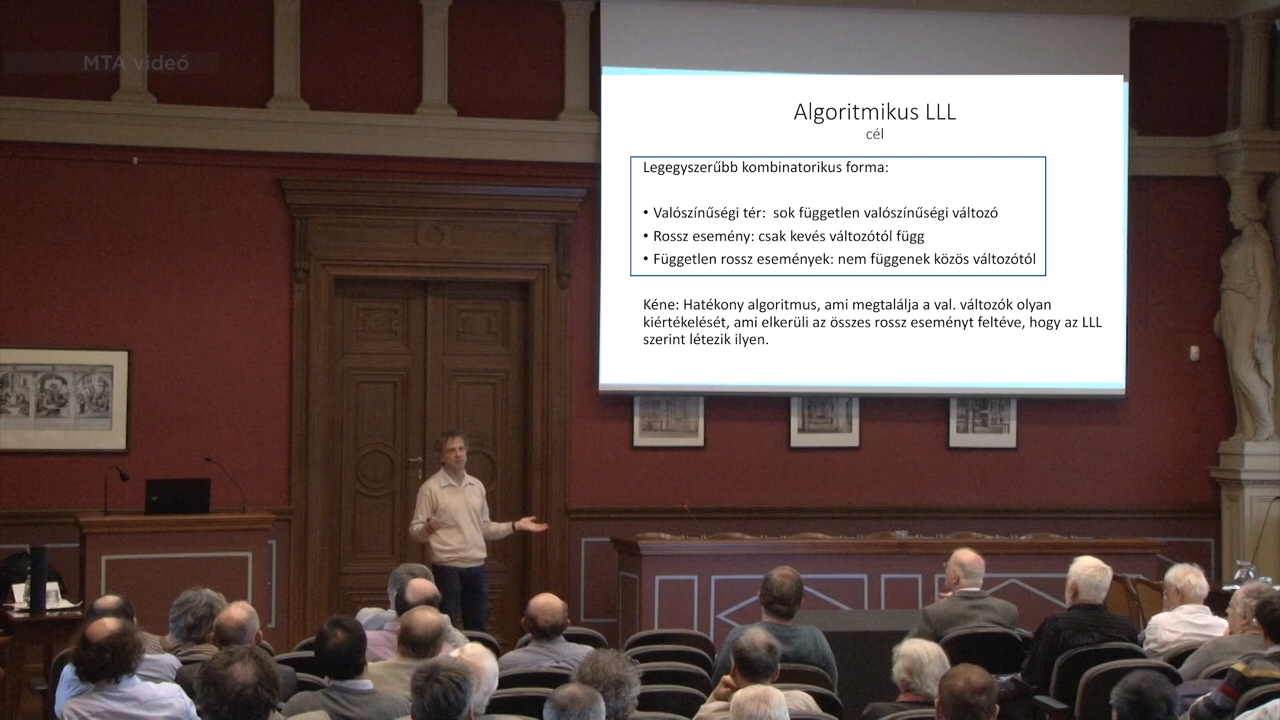 MTA videó
Algoritmikus LLL
cél
Legegyszerűbb kombinatorikus forma:
• Valószínűségi tér: sok független valószínűségi változó
• Rossz esemény: csak kevés változótól függ
• Független rossz események: nem függenek közös változótól
Kéne: Hatékony algoritmus, ami megtalálja a val. változók olyan
kiértékelését, ami elkerüli az összes rossz eseményt feltéve, hogy az LLL
szerint létezik ilyen.